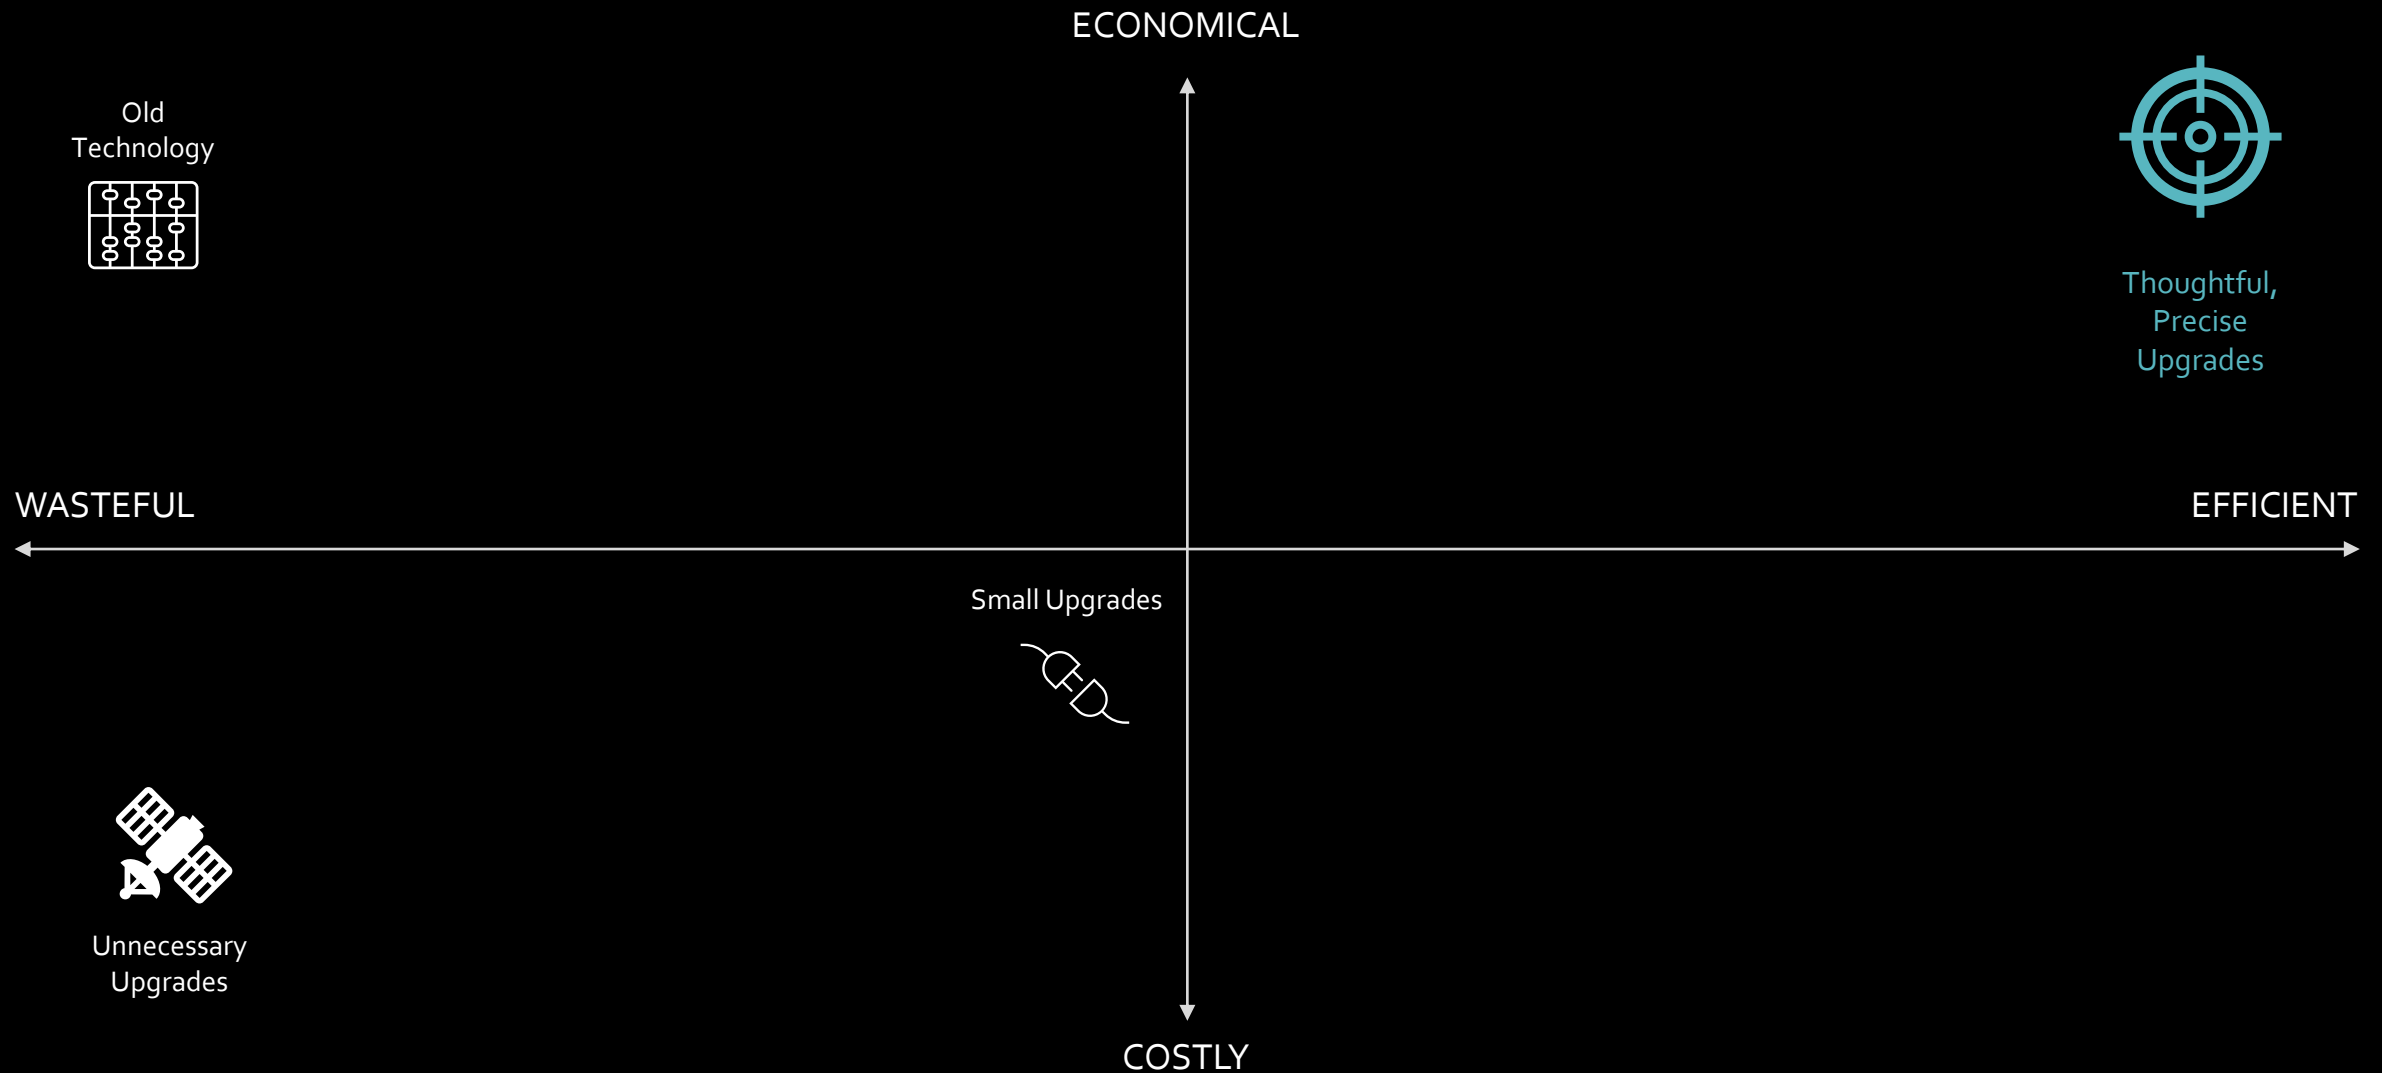 ECONOMICAL
Old
Technology
Thoughtful,
Precise
Upgrades
WASTEFUL
EFFICIENT
Small Upgrades
Unnecessary
Upgrades
COSTLY